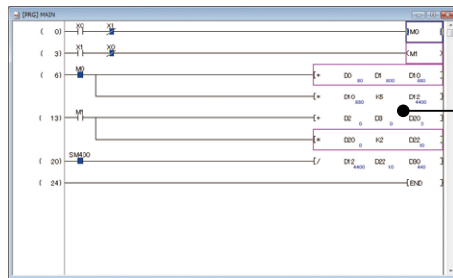 [PRG] MAIN
X0 X1
( 0) M0
X1 X0
( 3) M1
M0
( 6) [+ D0 D1 D10 ]
800
[* D10 K5 D12 ]
880 4400
M1
( 13) [+ D2 D3 D20 ]
0 0 0
[* D20 K2 D22 ]
0 10
SM400
( 20) [/ D12 D22 D30 ]
4400 10 440
( 24) [END ]